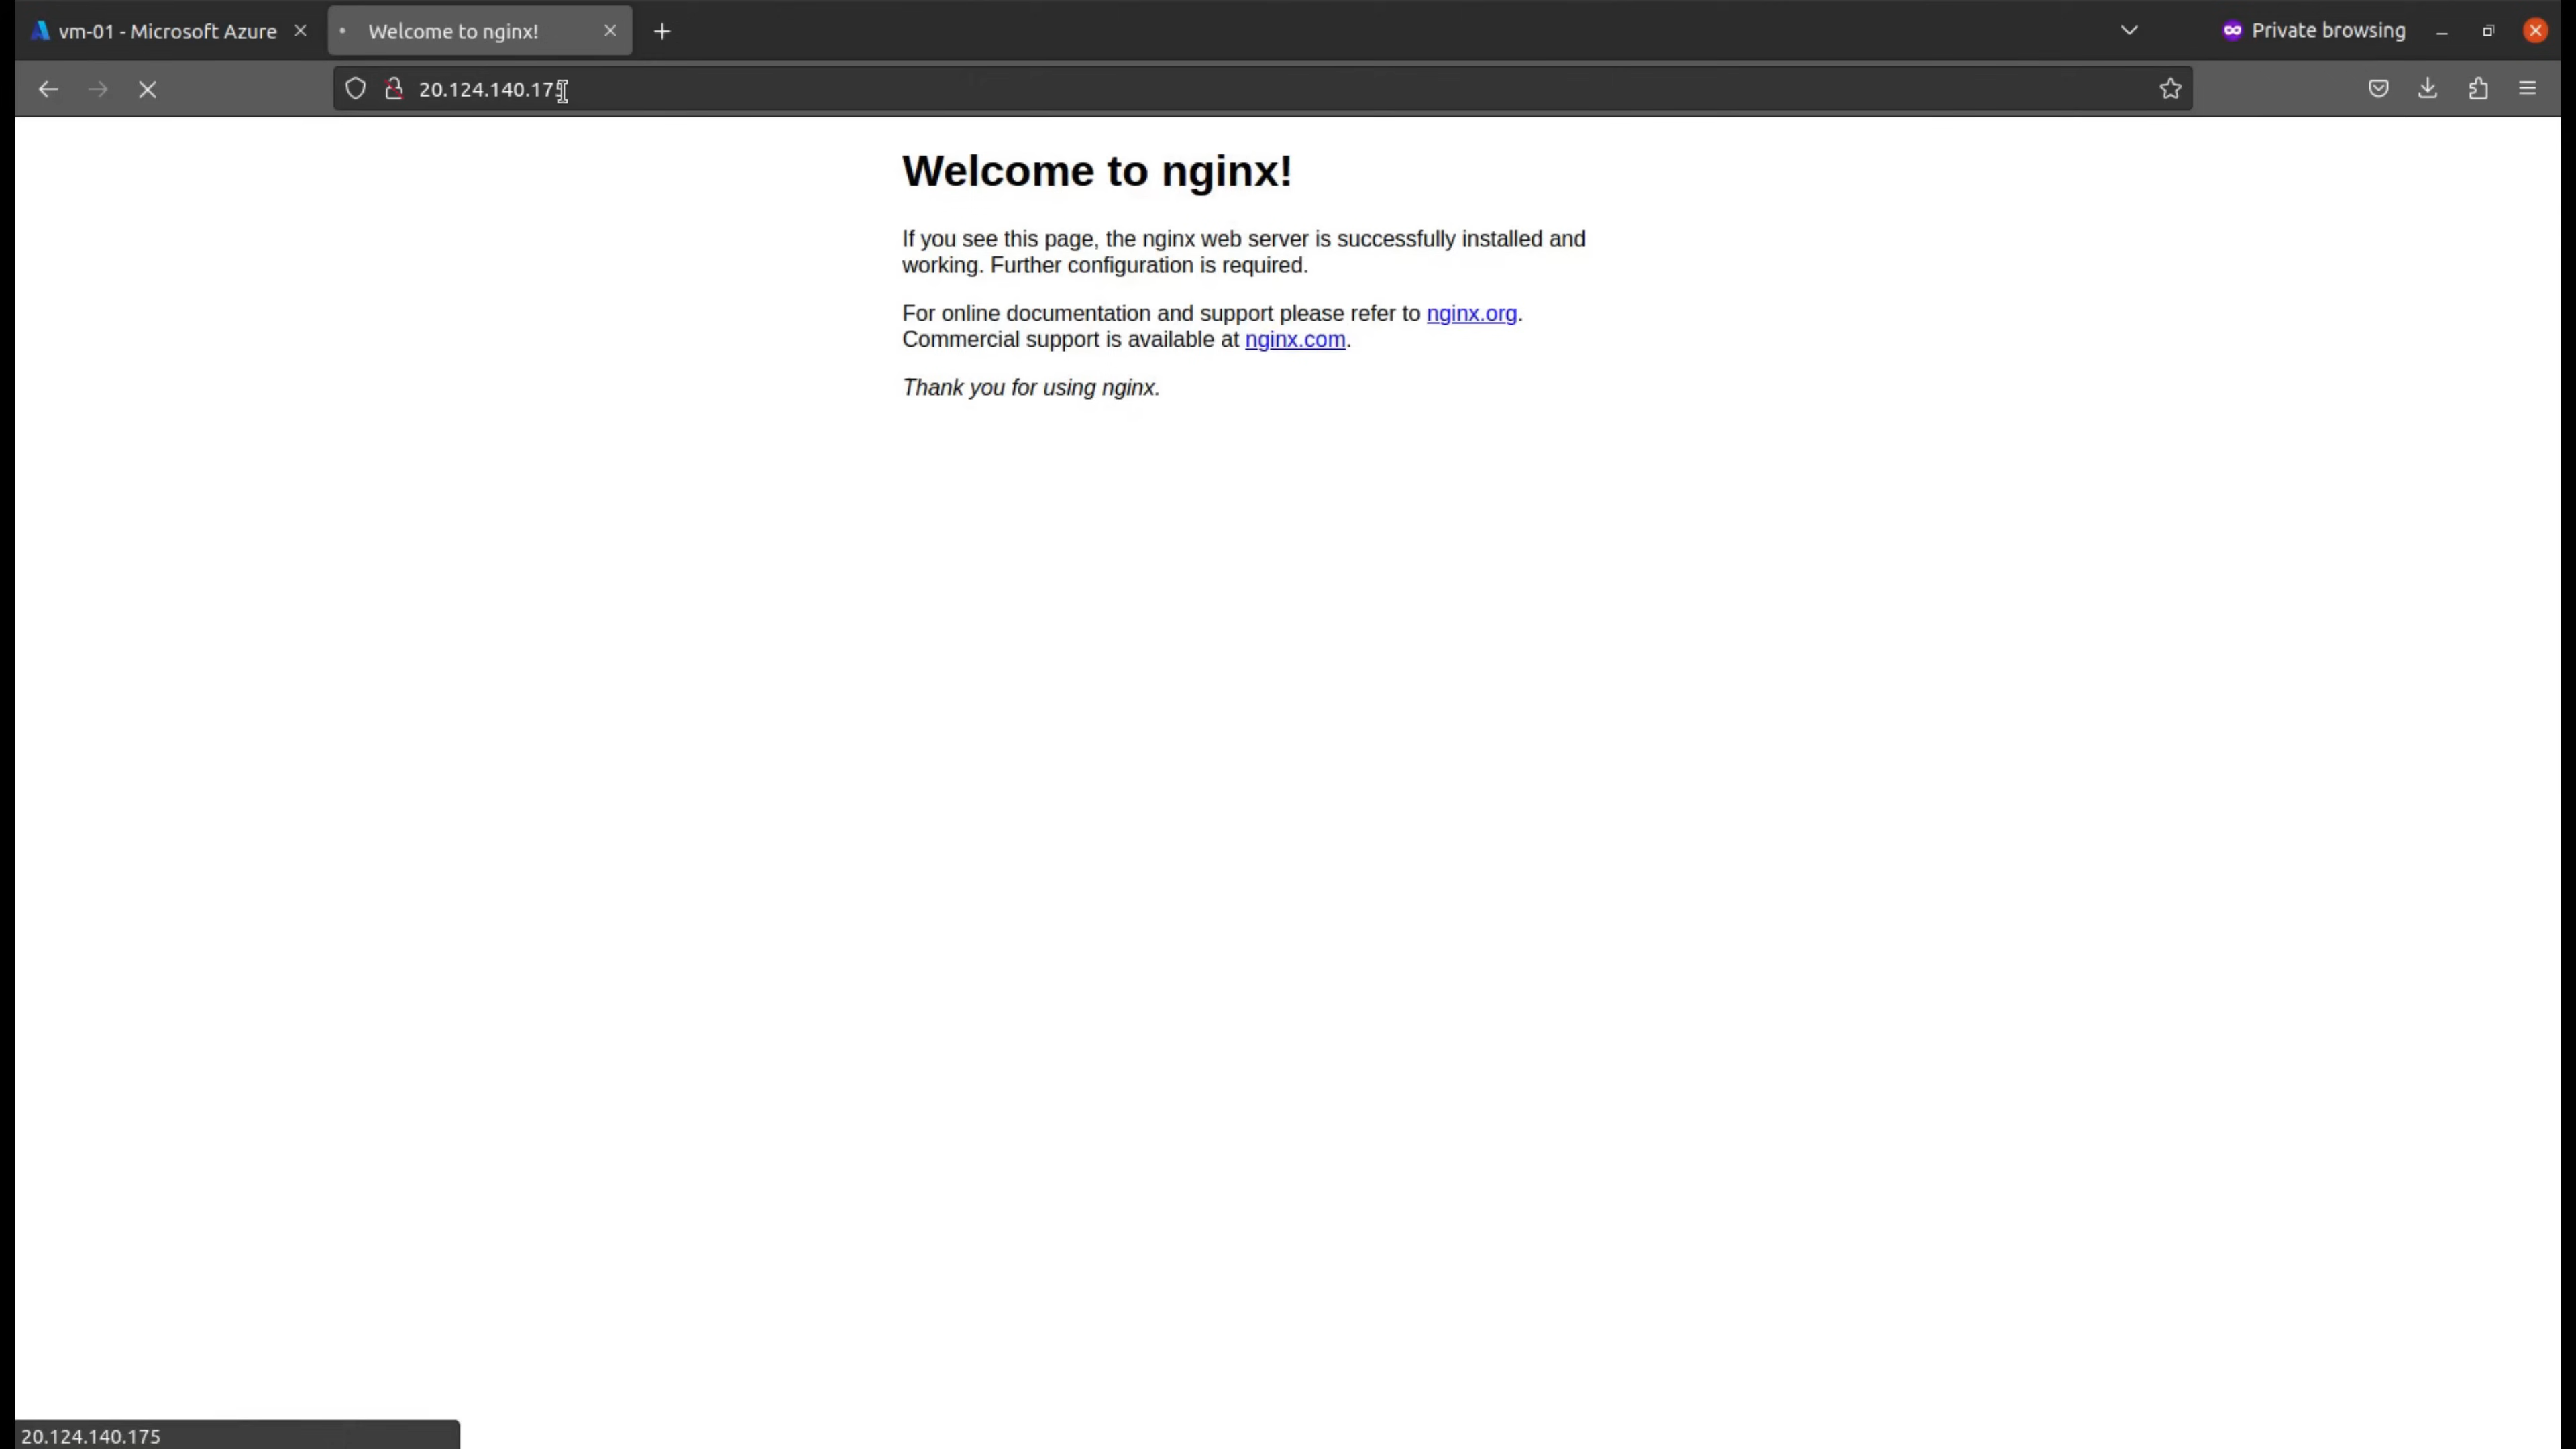 vm-01 - Microsoft Azure
Welcome to nginx!
Private browsing
20.124.140.175
Welcome to nginx!
If you see this page, the nginx web server is successfully installed and
working. Further configuration is required.
For online documentation and support please refer to nginx.org.
Commercial support is available at nginx.com.
Thank you for using nginx.
20.124.140.175